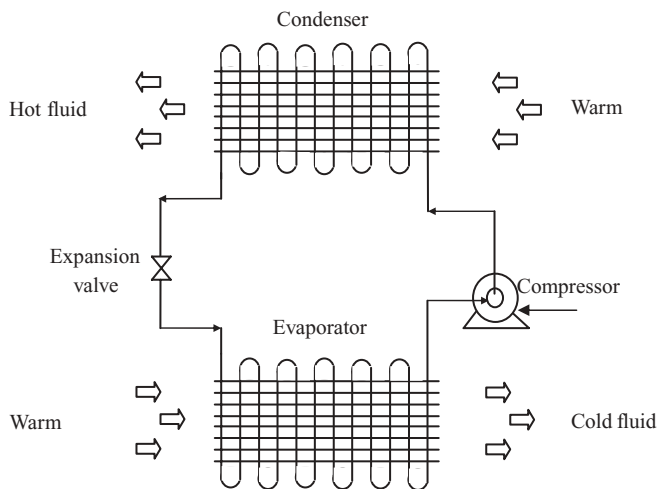 Condenser
Hot fluid
Warm
Expansion
valve
Compressor
Evaporator
Warm
Cold fluid